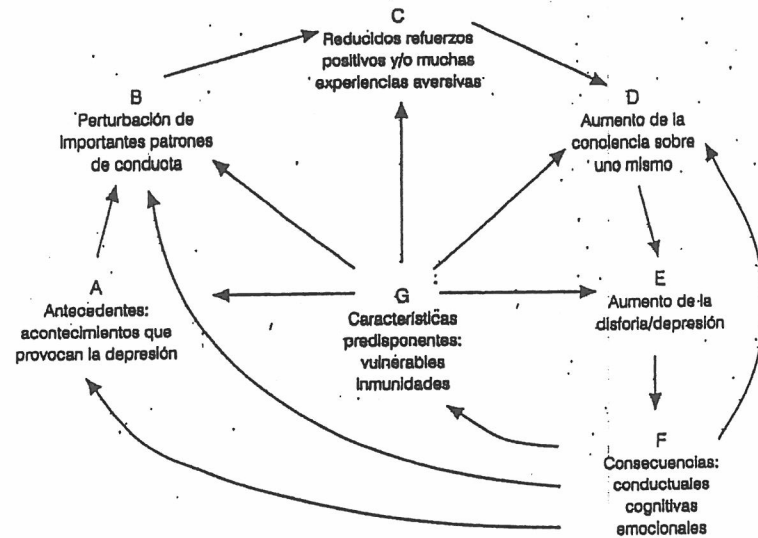 C
Reducidos refuerzos
positivos y/o muchas
experiencias aversivas
B
Perturbación de
importantes patrones
de conducta
D
Aumento de la
conciencia sobre
uno mismo
A
Antecedentes:
acontecimientos que
provocan la depresión
G
Características
predisponentes:
vulnerables
inmunidades
E
Aumento de la
disforia/depresión
F
Consecuencias:
conductuales
cognitivas
emocionales